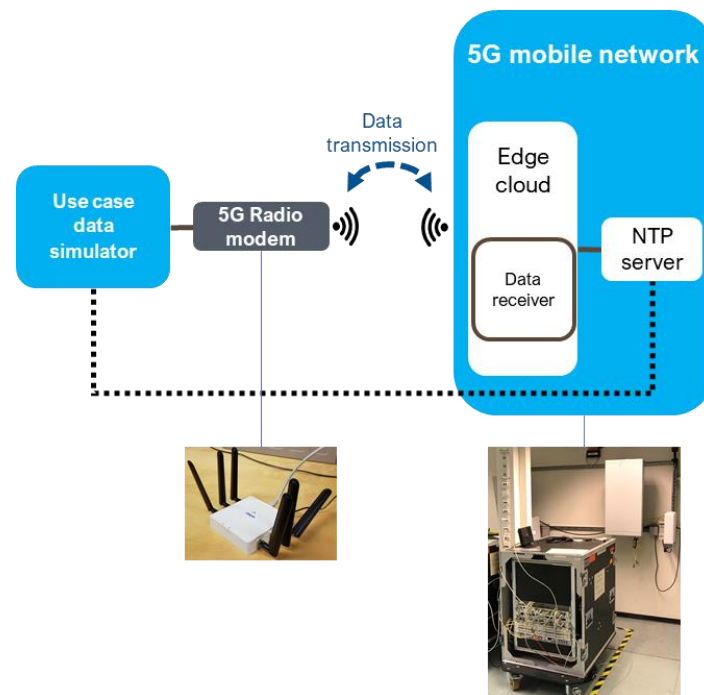 5G mobile network
Data
transmission
Edge
cloud
Use case
data
simulator
5G Radio
modem
NTP
server
Data
receiver